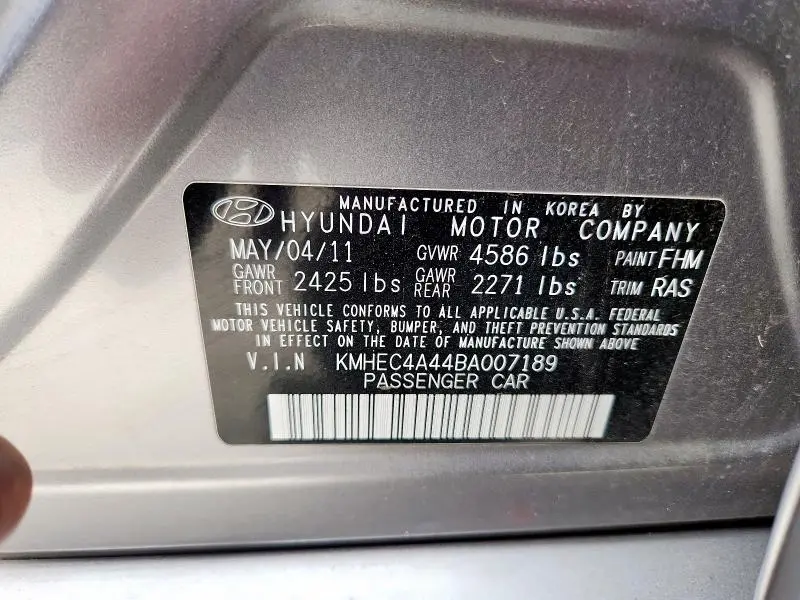 MANUFACTURED IN KOREA BY
HYUNDAI MOTOR COMPANY
MAY/04/11 GVWR 4586 lbs PAINT FHM
GAWR FRONT 2425 lbs GAWR REAR 2271 lbs TRIM RAS
THIS VEHICLE CONFORMS TO ALL APPLICABLE U.S.A. FEDERAL
MOTOR VEHICLE SAFETY, BUMPER, AND THEFT PREVENTION STANDARDS
IN EFFECT ON THE DATE OF MANUFACTURE SHOWN ABOVE
V.I.N KMHEC4A44BA007189
PASSENGER CAR